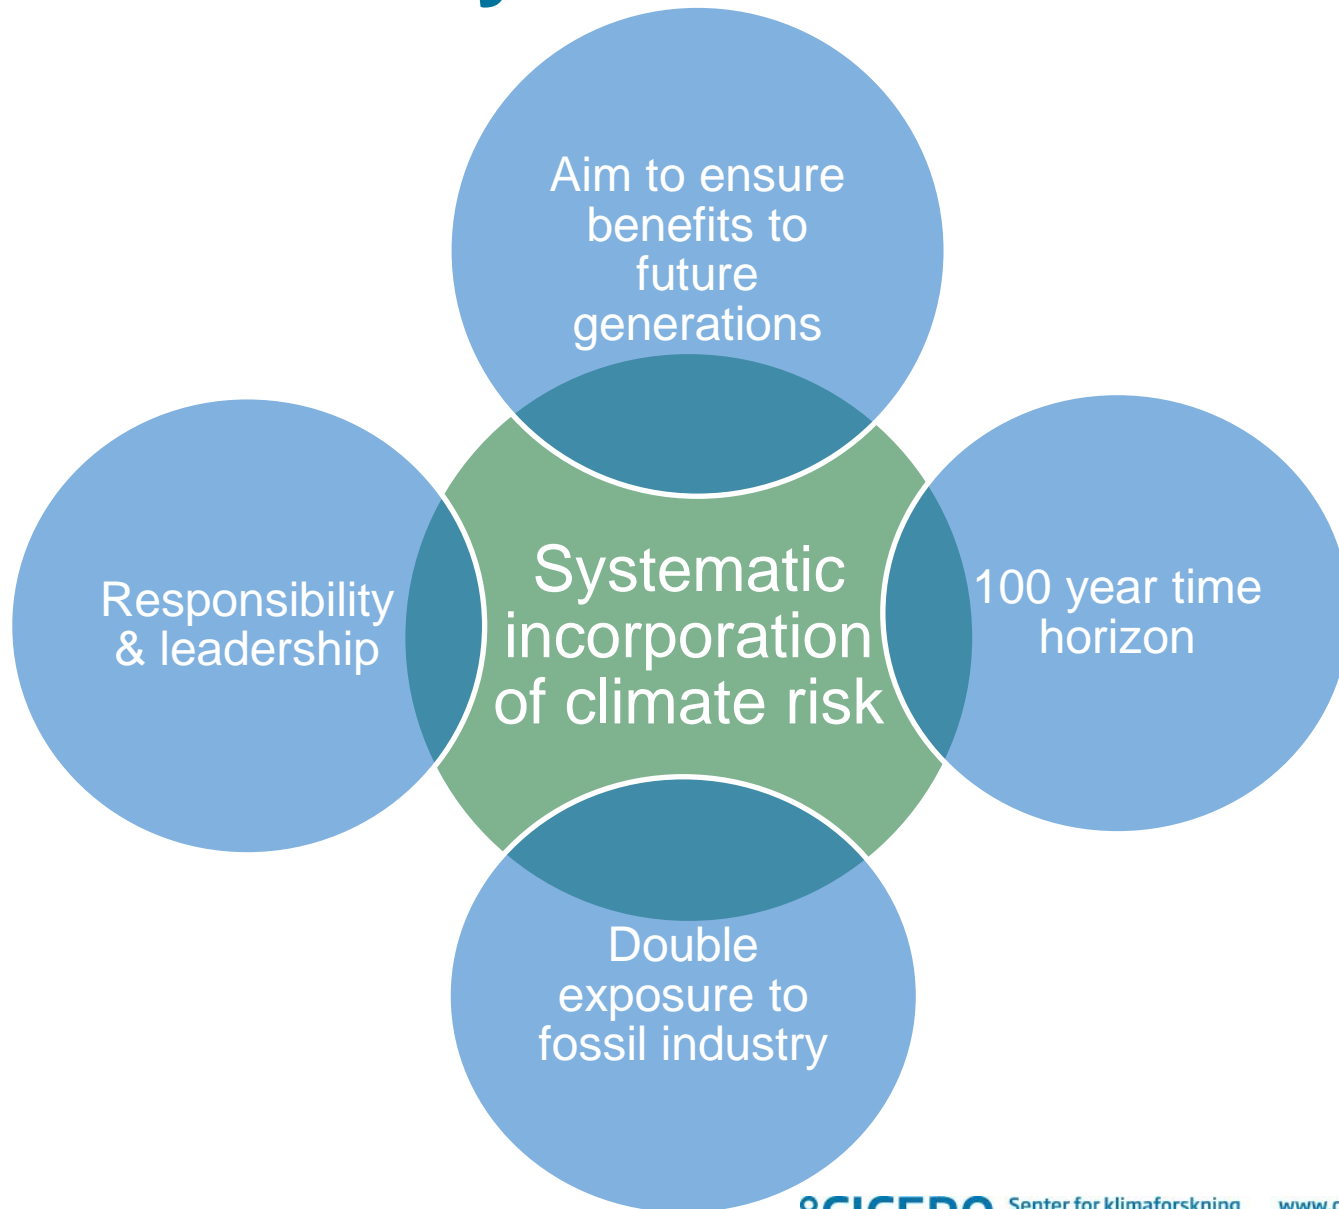 Aim to ensure
benefits to
future
generations
Responsibility
& leadership
Systematic
incorporation
of climate risk
100 year time
horizon
Double
exposure to
fossil industry
°CICERO Senter for klimaforskning